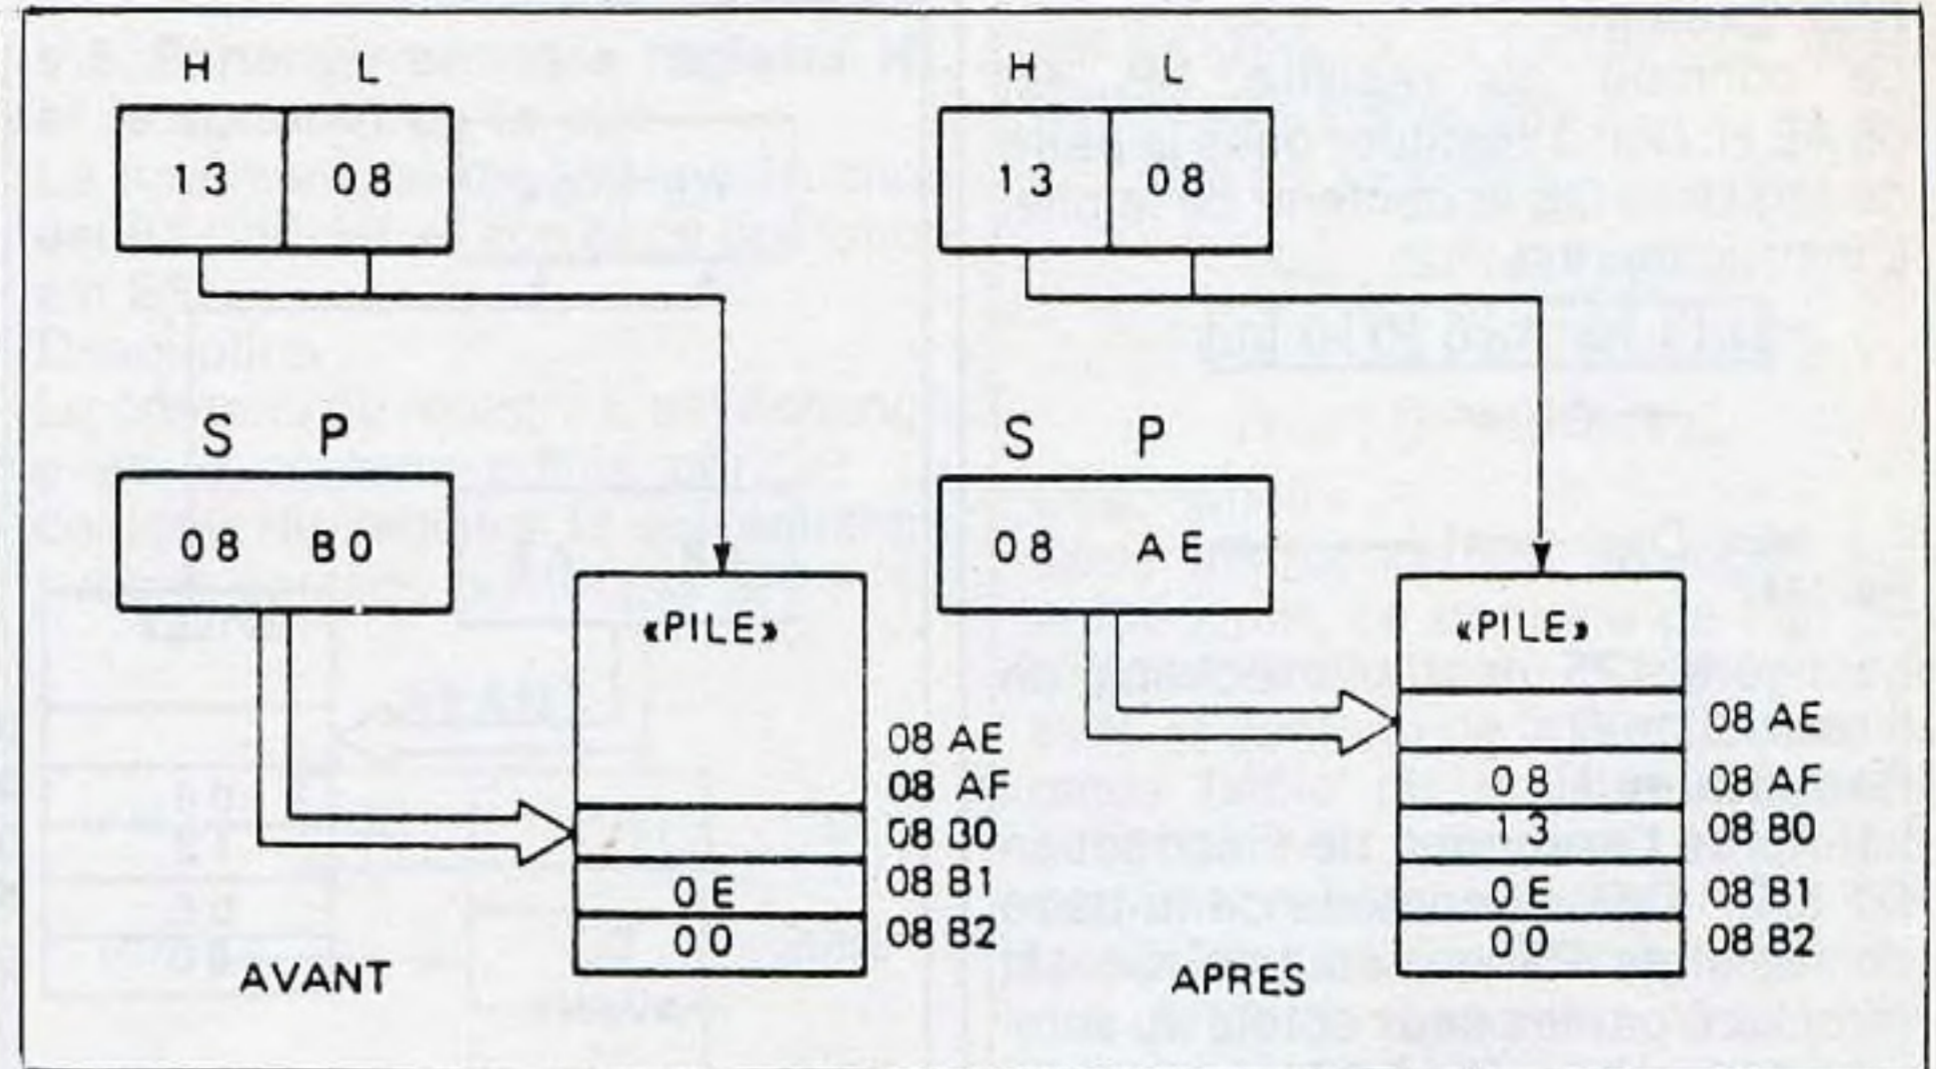 H L
13 08
S P
08 B0
«PILE»
08 AE
08 AF
08 B0
0E 08 B1
00 08 B2
AVANT
H L
13 08
S P
08 AE
«PILE»
08 AE
08 08 AF
13 08 B0
0E 08 B1
00 08 B2
APRES